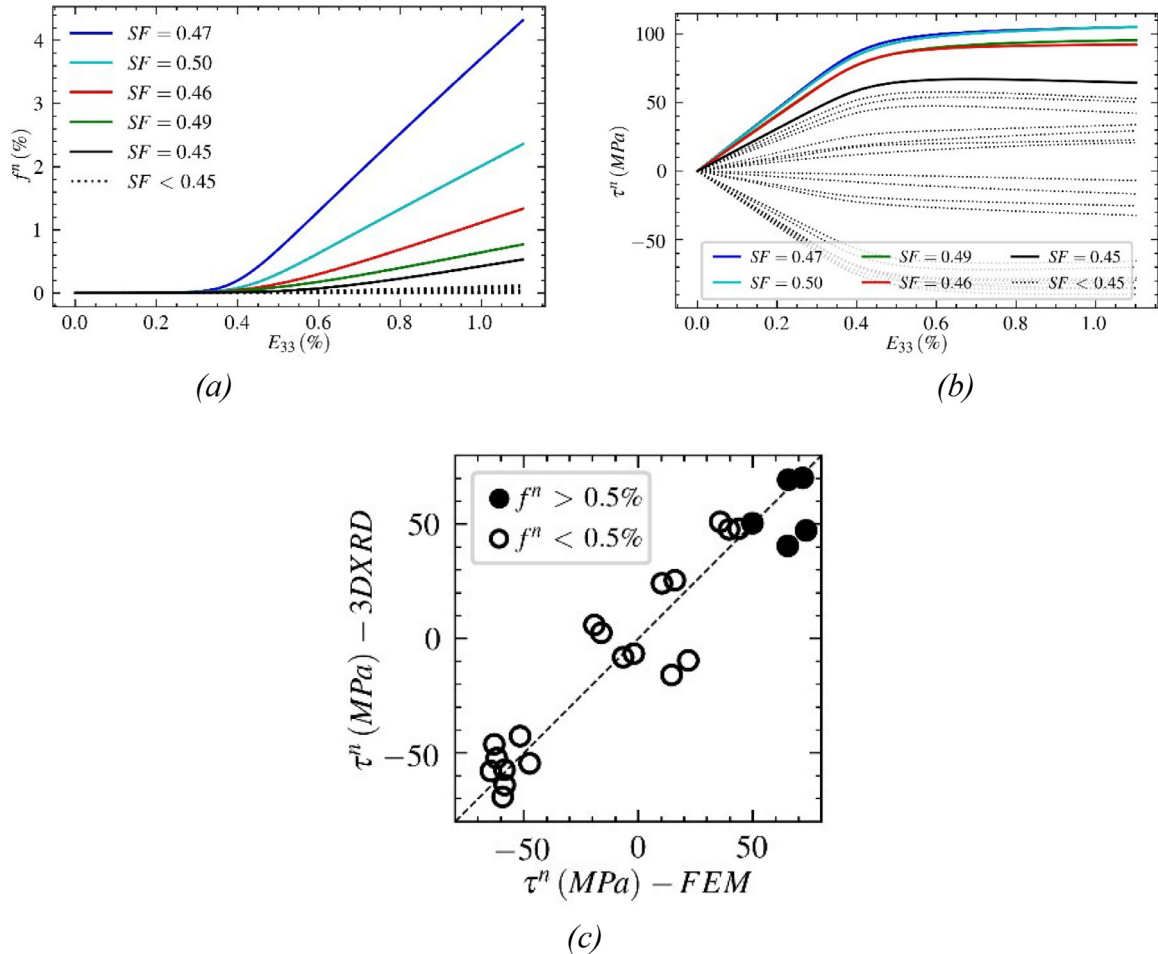 4
3
2
1
0
f^n (%)
SF = 0.47
SF = 0.50
SF = 0.46
SF = 0.49
SF = 0.45
SF < 0.45
0.0 0.2 0.4 0.6 0.8 1.0
E_33 (%)
(a)
100
50
0
−50
τ^n (MPa)
SF = 0.47 SF = 0.49 SF = 0.45
SF = 0.50 SF = 0.46 SF < 0.45
0.0 0.2 0.4 0.6 0.8 1.0
E_33 (%)
(b)
τ^n (MPa) − 3DXRD
50
0
−50
f^n > 0.5%
f^n < 0.5%
−50 0 50
τ^n (MPa) − FEM
(c)